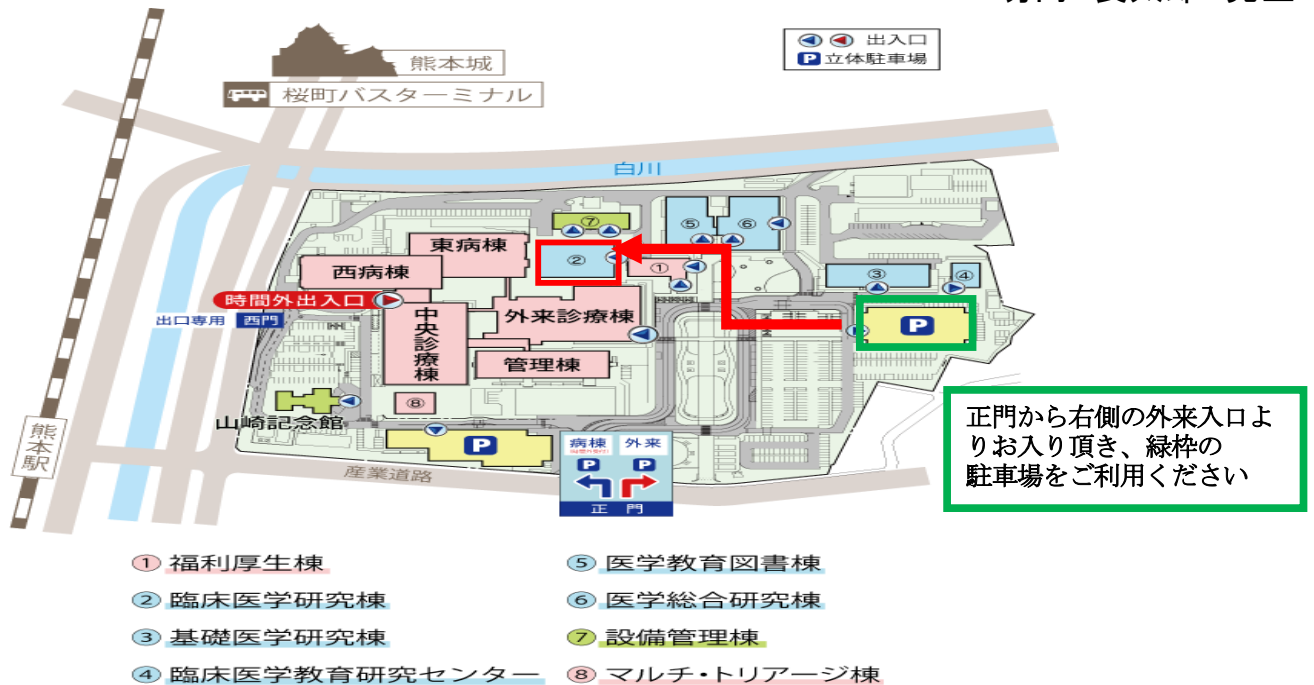 出入口
P 立体駐車場
熊本城
桜町バスターミナル
白川
⑦
⑤
⑥
東病棟
②
①
西病棟
③
④
時間外出入口
出口専用 西門
中央診療棟
外来診療棟
P
管理棟
⑧
山崎記念館
P
病棟 外来
P P
正門
産業道路
熊本駅
正門から右側の外来入口よ
りお入り頂き、緑枠の
駐車場をご利用ください
① 福利厚生棟
② 臨床医学研究棟
③ 基礎医学研究棟
④ 臨床医学教育研究センター
⑤ 医学教育図書棟
⑥ 医学総合研究棟
⑦ 設備管理棟
⑧ マルチ・トリアージ棟